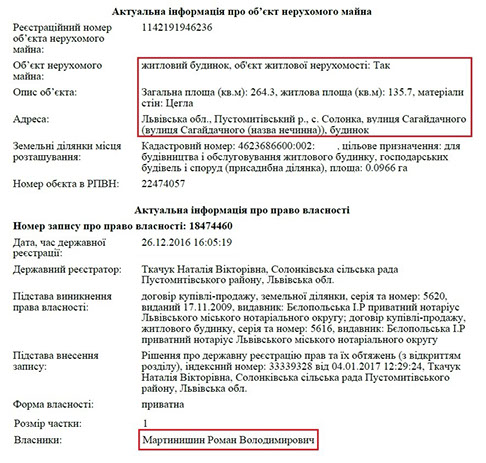 Актуальна інформація про об'єкт нерухомого майна
Реєстраційний номер об'єкта нерухомого майна: 1142191946236
Об'єкт нерухомого майна: житловий будинок, об'єкт житлової нерухомості: Так
Опис об'єкта: Загальна площа (кв.м): 264.3, житлова площа (кв.м): 135.7, матеріали стін: Цегла
Адреса: Львівська обл., Пустомитівський р., с. Солонка, вулиця Сагайдачного (вулиця Сагайдачного (назва нечинна)), будинок
Земельні ділянки місця розташування: Кадастровий номер: 4623686600:002: , цільове призначення: для будівництва і обслуговування житлового будинку, господарських будівель і споруд (присадибна ділянка), площа: 0.0966 га
Номер об'єкта в РПВН: 22474057
Актуальна інформація про право власності
Номер запису про право власності: 18474460
Дата, час державної реєстрації: 26.12.2016 16:05:19
Державний реєстратор: Ткачук Наталія Вікторівна, Солонківська сільська рада Пустомитівського району, Львівська обл.
Підстава виникнення права власності: договір купівлі-продажу, земельної ділянки, серія та номер: 5620, виданий 17.11.2009, видавник: Бєлопольська І.Р приватний нотаріус Львівського міського нотаріального округу; договір купівлі-продажу, житлового будинку, серія та номер: 5616, видавник: Бєлопольська І.Р приватний нотаріус Львівського міського нотаріального округу
Підстава внесення запису: Рішення про державну реєстрацію прав та їх обтяжень (з відкриттям розділу), індексний номер: 33339328 від 04.01.2017 12:29:24, Ткачук Наталія Вікторівна, Солонківська сільська рада Пустомитівського району, Львівська обл.
Форма власності: приватна
Розмір частки: 1
Власники: Мартинишин Роман Володимирович